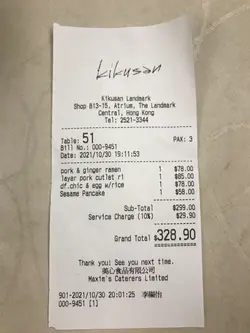 kikusan
Kikusan Landmark
Shop B13-15, Atrium, The Landmark
Central, Hong Kong
Tel: 2521-3344
Table: 51 PAX: 3
Bill No.: 000-9451
Date: 2021/10/30 19:11:53
pork & ginger ramen 1 $78.00
layer pork cutlet ri 1 $85.00
df.chic & egg w/rice 1 $78.00
Sesame Pancake 1 $58.00
Sub-Total $299.00
Service Charge (10%) $29.90
Grand Total $328.90
Thank you! See you next time.
美心食品有限公司
Maxim's Caterers Limited
901-2021/10/30 20:01:25
000-9451 [1]